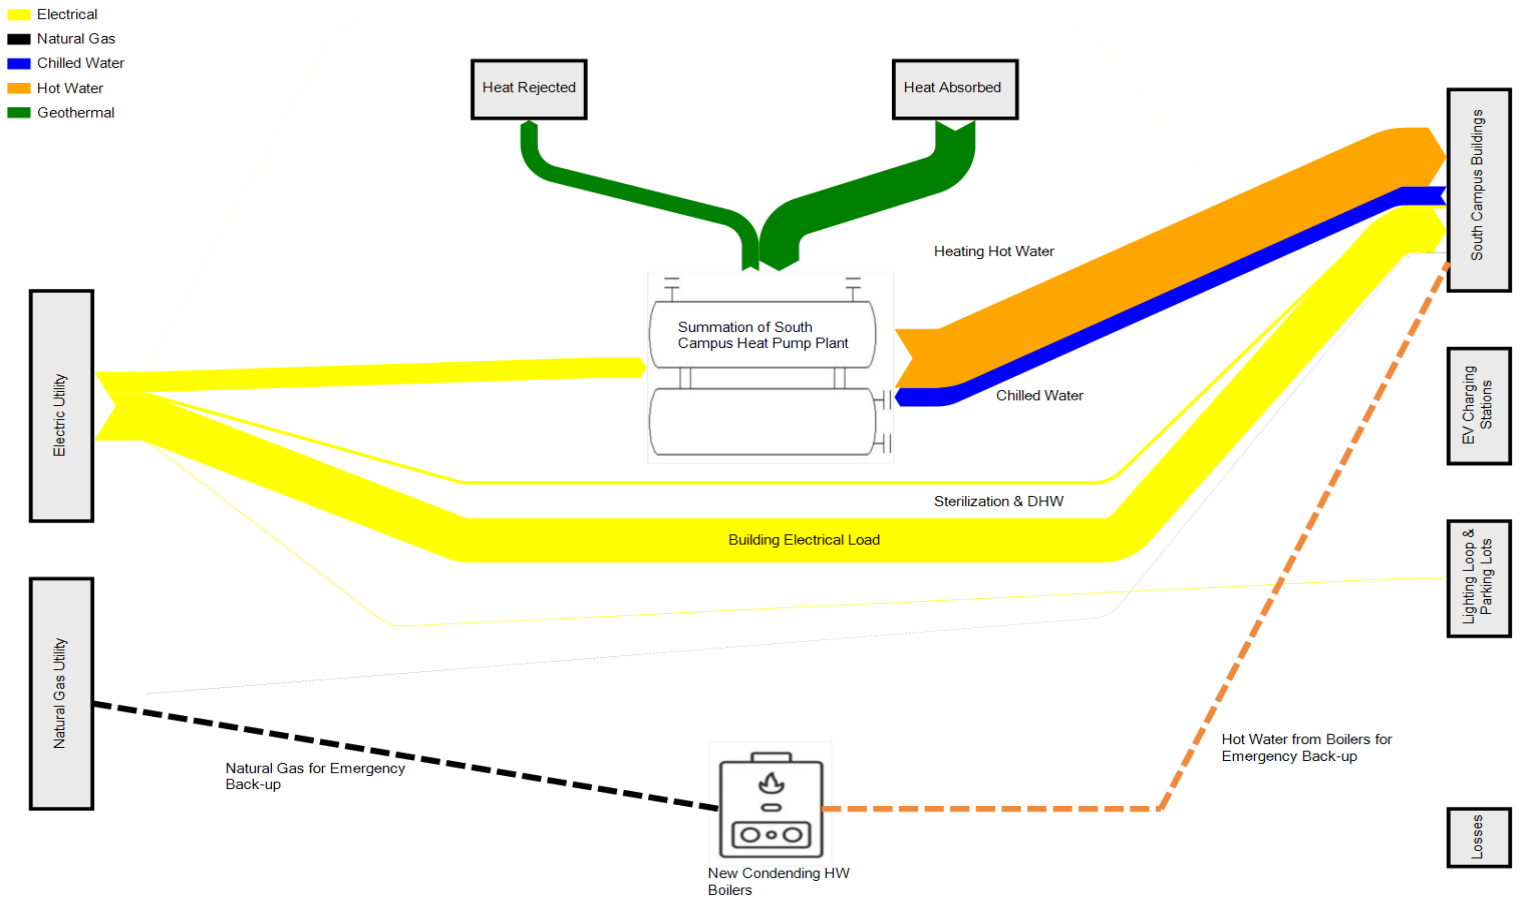 Electrical
Natural Gas
Chilled Water
Hot Water
Geothermal
Heat Rejected
Heat Absorbed
South Campus Buildings
Heating Hot Water
Summation of South
Campus Heat Pump Plant
Electric Utility
Chilled Water
EV Charging
Stations
Sterilization & DHW
Building Electrical Load
Lighting Loop &
Parking Lots
Natural Gas Utility
Natural Gas for Emergency
Back-up
Hot Water from Boilers for
Emergency Back-up
Losses
New Condending HW
Boilers